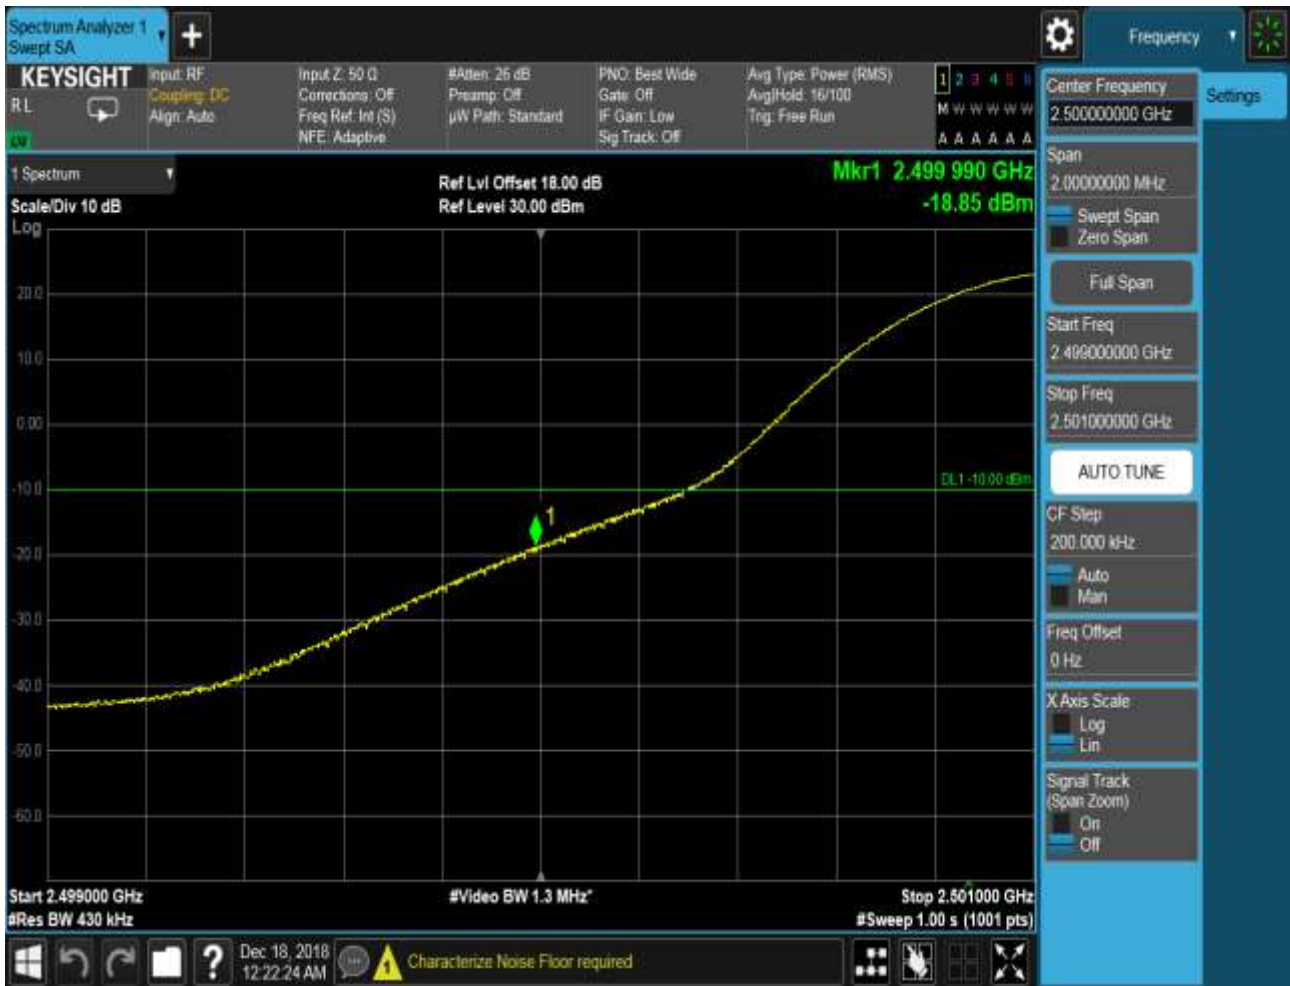 Spectrum Analyzer 1
Swept SA
Frequency
KEYSIGHT
R L
Input: RF
Coupling: DC
Align: Auto
Input Z: 50 Ω
Corrections: Off
Freq Ref: Int (S)
NFE: Adaptive
#Atten: 26 dB
Preamp: Off
µW Path: Standard
PNO: Best Wide
Gate: Off
IF Gain: Low
Sig Track: Off
Avg Type: Power (RMS)
Avg|Hold: 16/100
Trig: Free Run
1 2 3 4 5 6
M W W W W W
A A A A A A
1 Spectrum
Scale/Div 10 dB
Log
Ref Lvl Offset 18.00 dB
Ref Level 30.00 dBm
Mkr1 2.499 990 GHz
-18.85 dBm
20.0
10.0
0.00
-10.0
-20.0
-30.0
-40.0
-50.0
-60.0
DL1 -10.00 dBm
1
Start 2.499000 GHz
#Res BW 430 kHz
#Video BW 1.3 MHz*
Stop 2.501000 GHz
#Sweep 1.00 s (1001 pts)
Center Frequency
2.500000000 GHz
Settings
Span
2.00000000 MHz
Swept Span
Zero Span
Full Span
Start Freq
2.499000000 GHz
Stop Freq
2.501000000 GHz
AUTO TUNE
CF Step
200.000 kHz
Auto
Man
Freq Offset
0 Hz
X Axis Scale
Log
Lin
Signal Track
(Span Zoom)
On
Off
?
Dec 18, 2018
12:22:24 AM
1
Characterize Noise Floor required